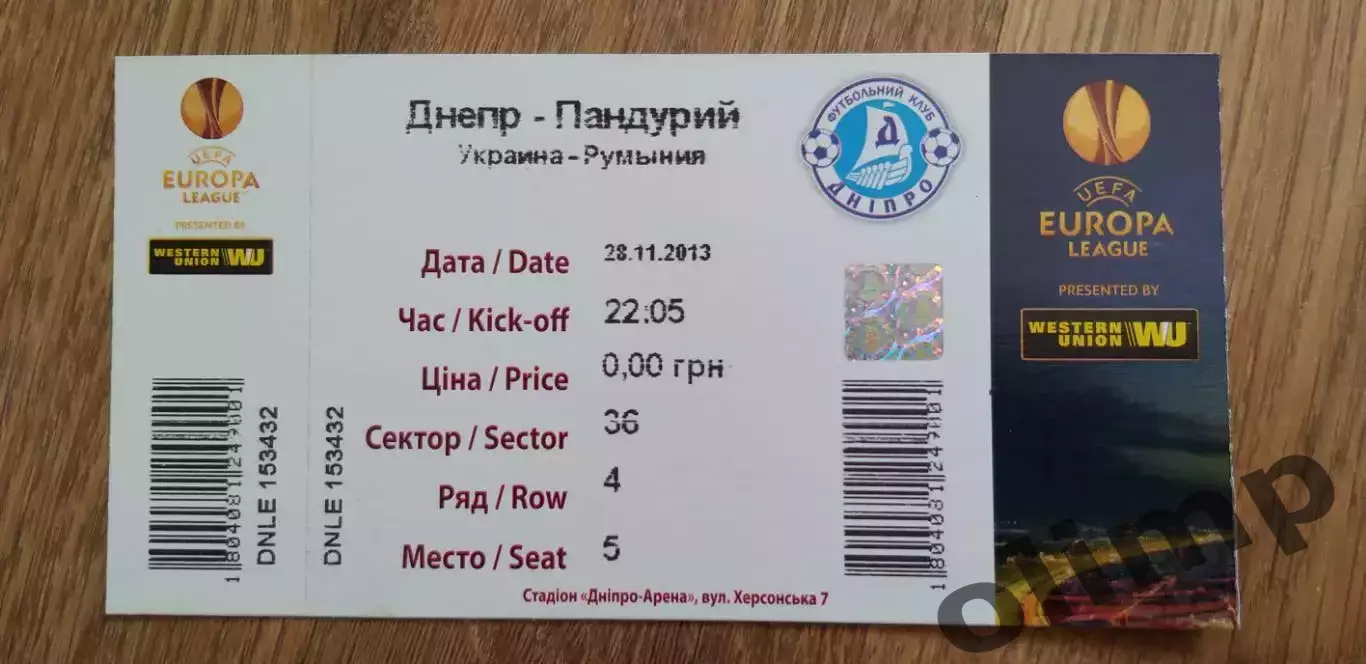 UEFA
EUROPA
LEAGUE
PRESENTED BY
WESTERN
UNION WU
1804081249001
DNLE 153432
DNLE 153432
Днепр - Пандурий
Украина-Румыния
Дата / Date 28.11.2013
Час / Kick-off 22:05
Ціна / Price 0,00 грн
Сектор / Sector 36
Ряд / Row 4
Место / Seat 5
Стадіон «Дніпро-Арена», вул. Херсонська 7
ФУТБОЛЬНИЙ КЛУБ
Д
ДНІПРО
1804081249001
UEFA
EUROPA
LEAGUE
PRESENTED BY
WESTERN
UNION WU
olimp